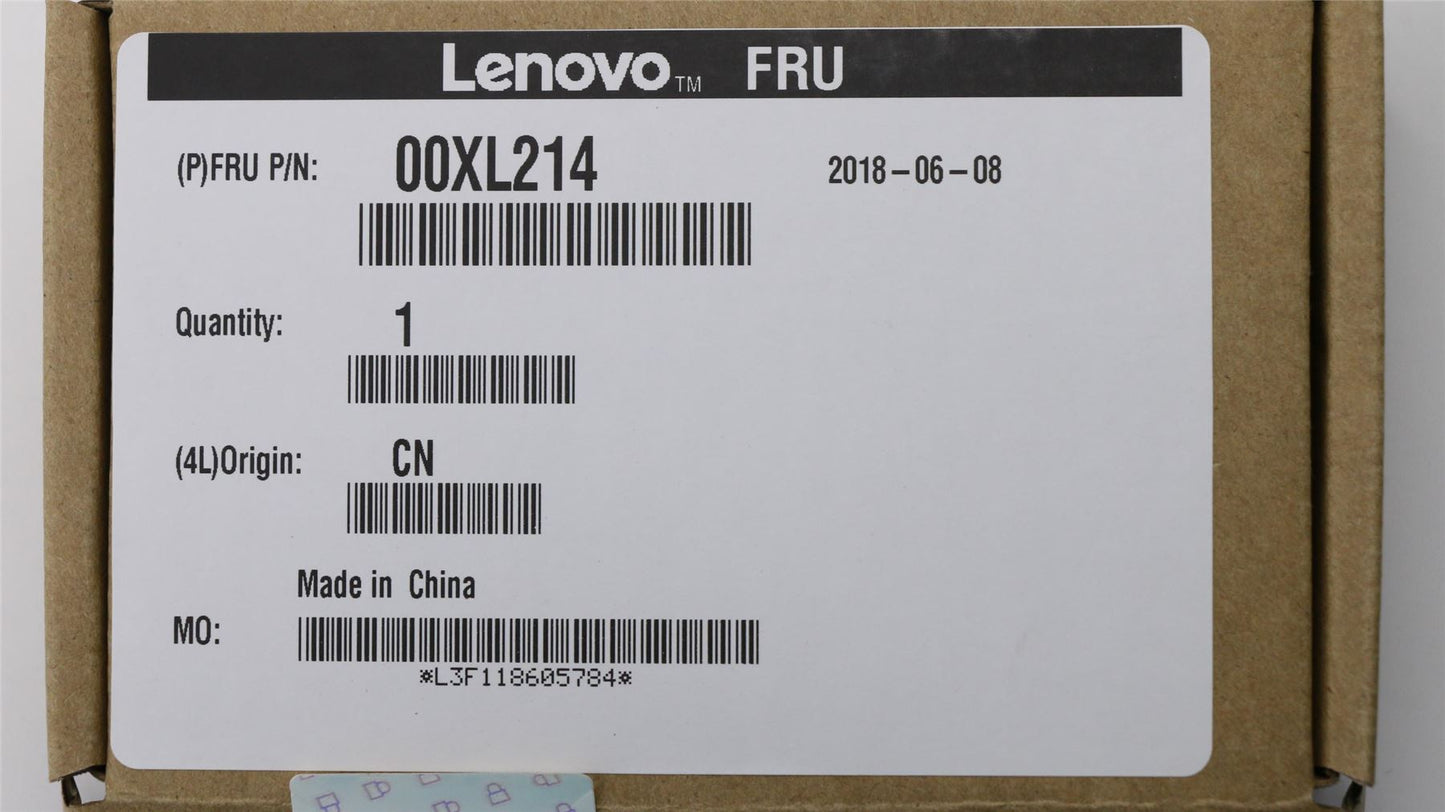 Lenovo™ FRU
(P)FRU P/N: 00XL214 2018-06-08
Quantity: 1
(4L)Origin: CN
Made in China
MO:
*L3F118605784*